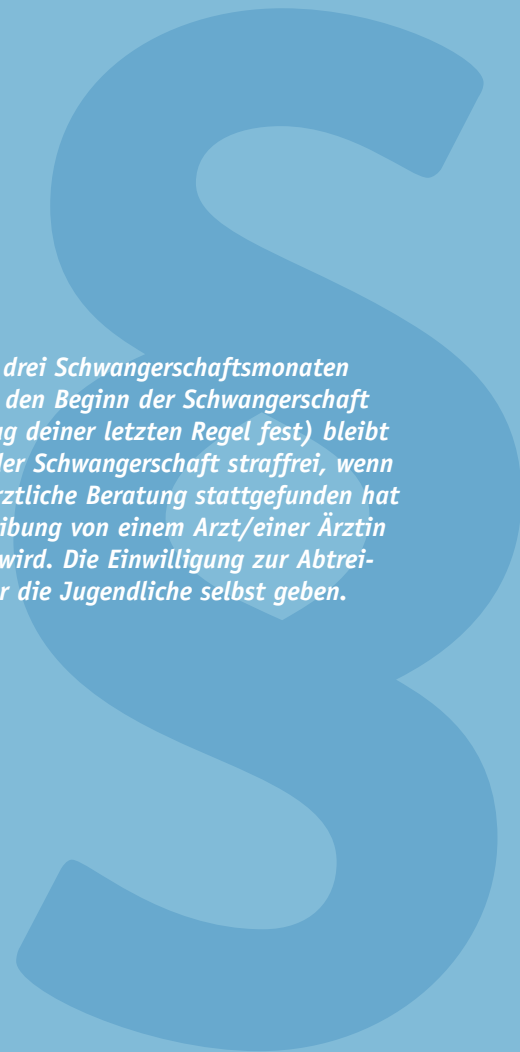 drei Schwangerschaftsmonaten
den Beginn der Schwangerschaft
deiner letzten Regel fest) bleibt
der Schwangerschaft straffrei, wenn
rztliche Beratung stattgefunden hat
ibung von einem Arzt/einer Ärztin
wird. Die Einwilligung zur Abtrei-
r die Jugendliche selbst geben.
§